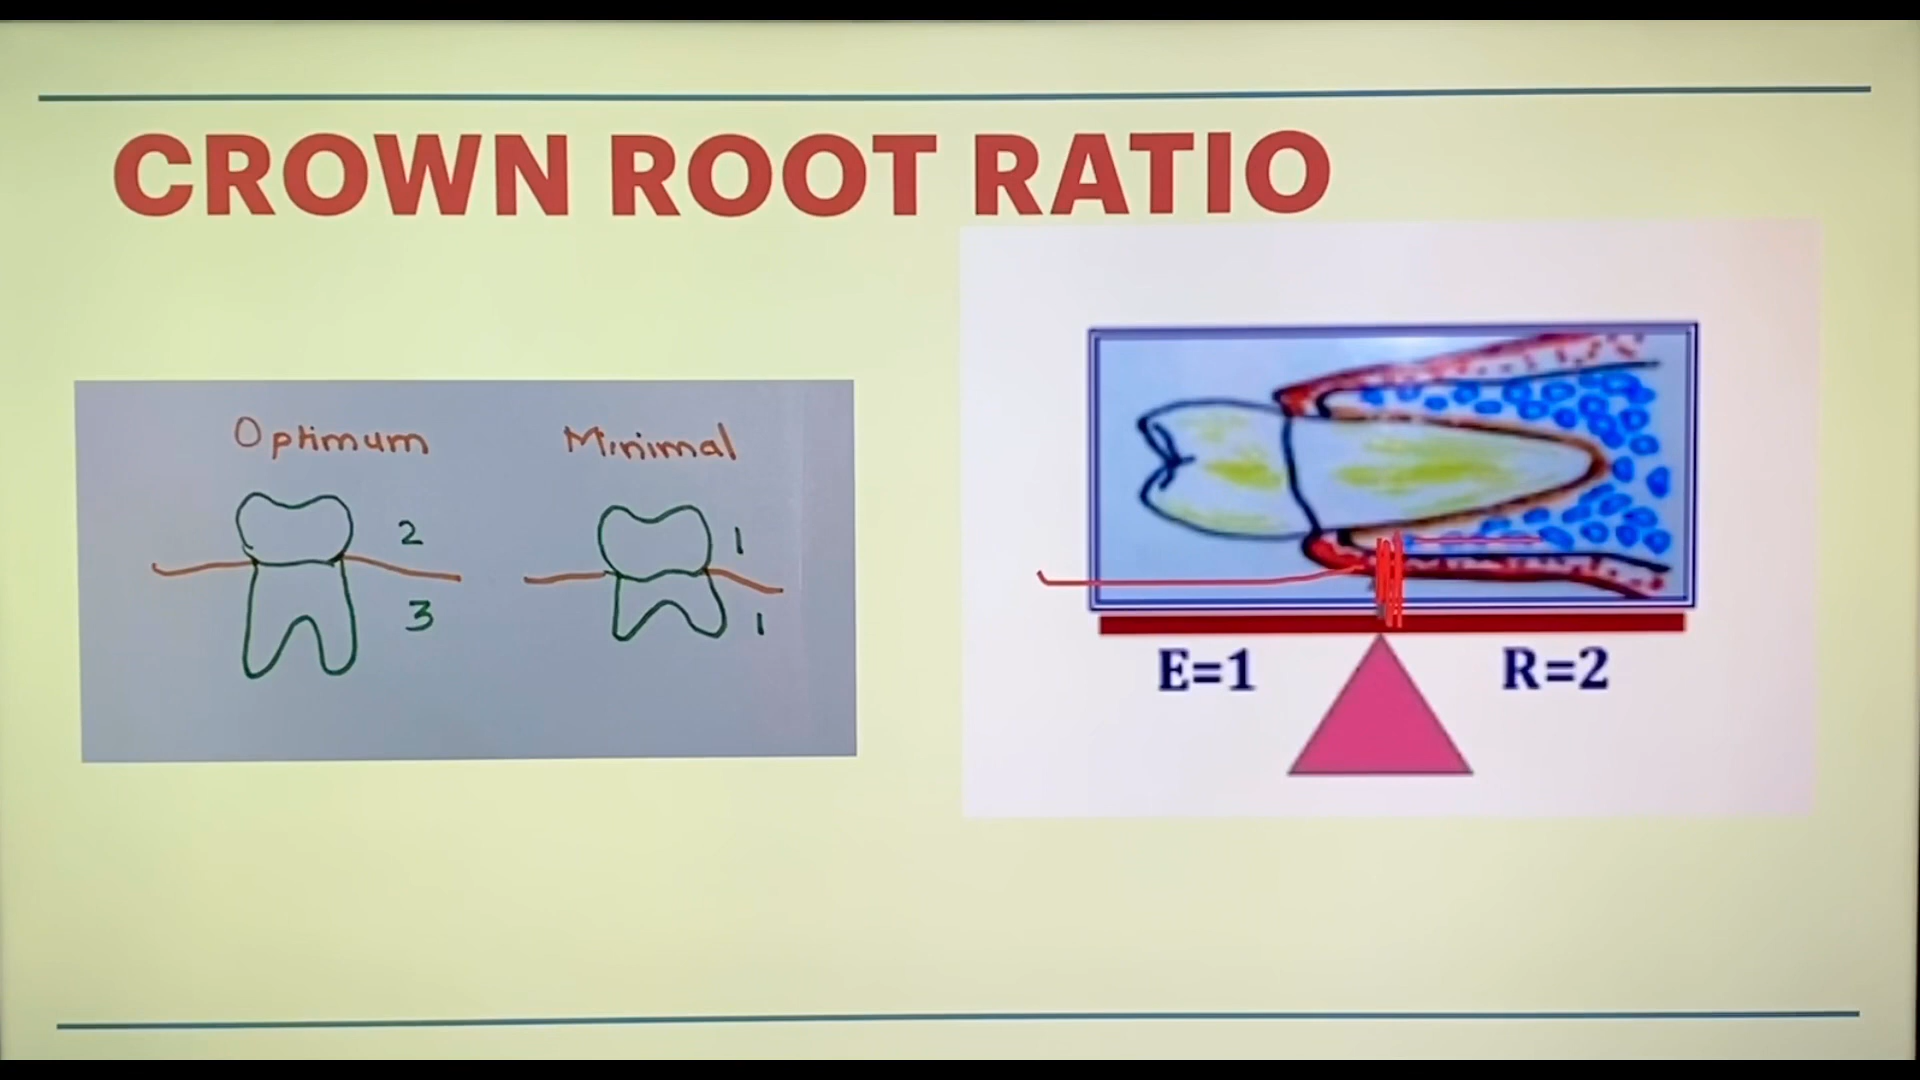 CROWN ROOT RATIO
Optimum
Minimal
2
3
1
1
E=1
R=2